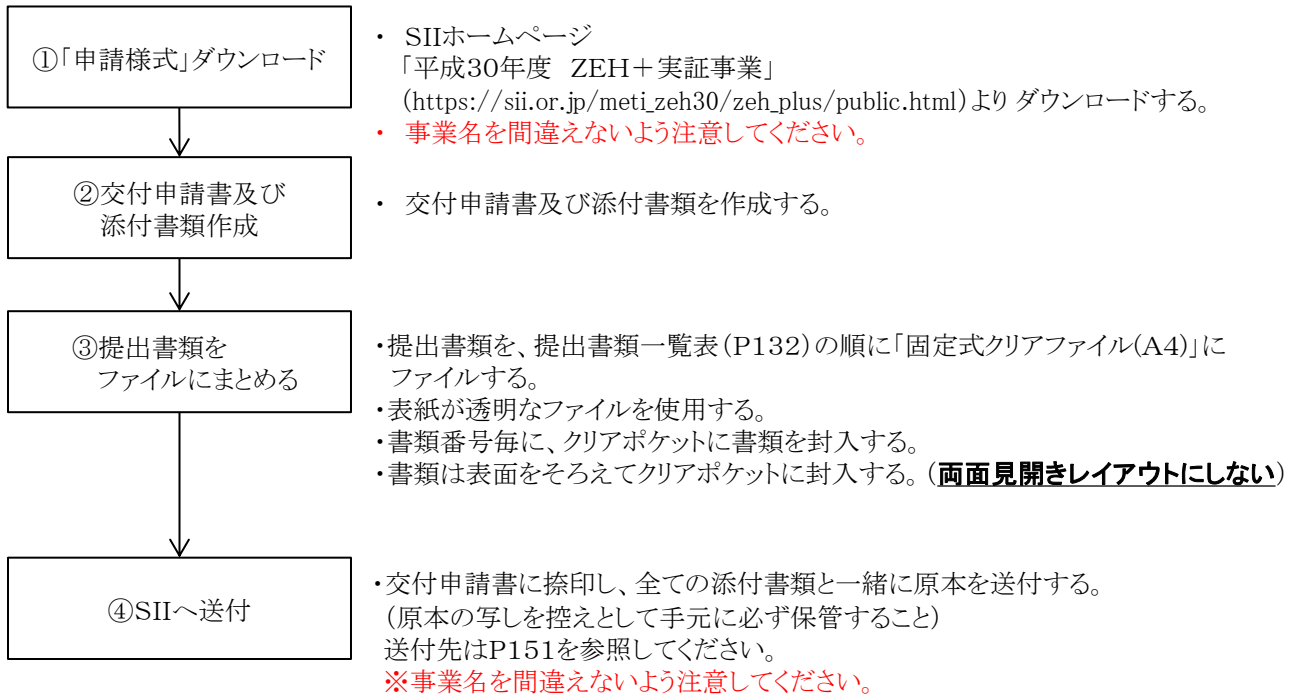 ①「申請様式」ダウンロード
・ SIIホームページ
「平成30年度 ZEH+実証事業」
(https://sii.or.jp/meti_zeh30/zeh_plus/public.html)より ダウンロードする。
・ 事業名を間違えないよう注意してください。
②交付申請書及び
添付書類作成
・ 交付申請書及び添付書類を作成する。
③提出書類を
ファイルにまとめる
・提出書類を、提出書類一覧表(P132)の順に「固定式クリアファイル(A4)」に
ファイルする。
・表紙が透明なファイルを使用する。
・書類番号毎に、クリアポケットに書類を封入する。
・書類は表面をそろえてクリアポケットに封入する。(両面見開きレイアウトにしない)
④SIIへ送付
・交付申請書に捺印し、全ての添付書類と一緒に原本を送付する。
(原本の写しを控えとして手元に必ず保管すること)
送付先はP151を参照してください。
※事業名を間違えないよう注意してください。